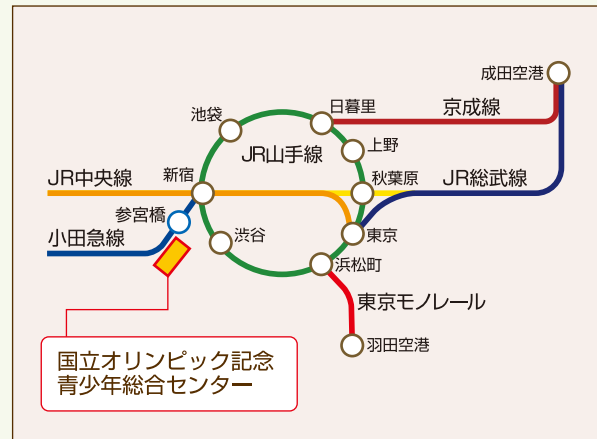 成田空港
日暮里
京成線
池袋
上野
JR山手線
JR中央線
新宿
秋葉原
JR総武線
参宮橋
小田急線
渋谷
東京
浜松町
東京モノレール
羽田空港
国立オリンピック記念
青少年総合センター